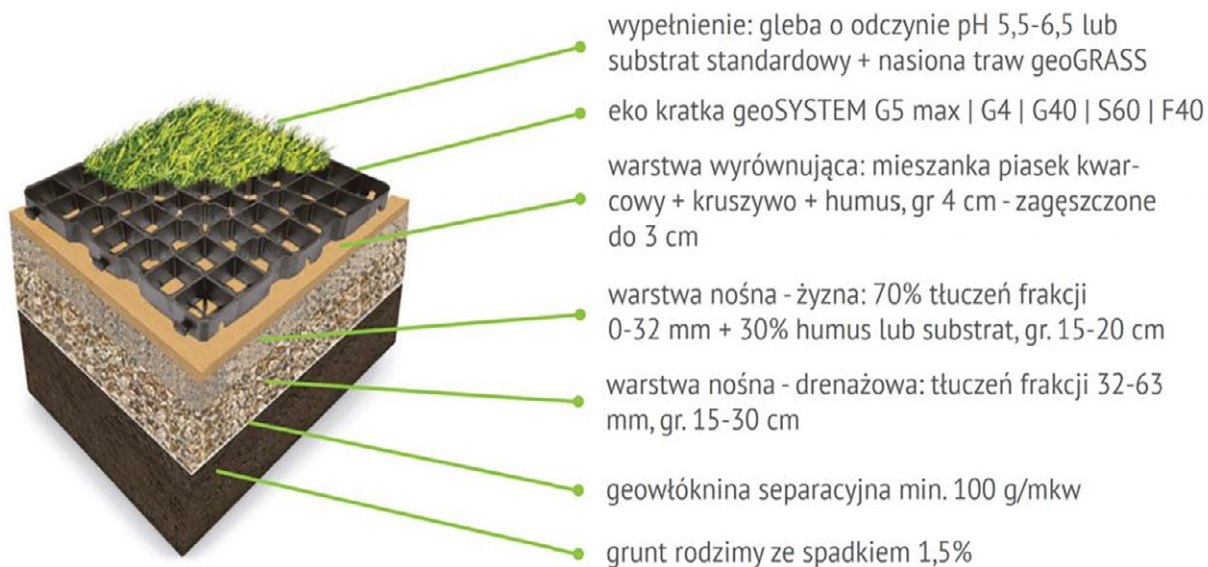 wypełnienie: gleba o odczynie pH 5,5-6,5 lub
substrat standardowy + nasiona traw geoGRASS
eko kratka geoSYSTEM G5 max | G4 | G40 | S60 | F40
warstwa wyrównująca: mieszanka piasek kwar-
cowy + kruszywo + humus, gr 4 cm - zagęszczone
do 3 cm
warstwa nośna - żyzna: 70% tłuczeń frakcji
0-32 mm + 30% humus lub substrat, gr. 15-20 cm
warstwa nośna - drenażowa: tłuczeń frakcji 32-63
mm, gr. 15-30 cm
geowłóknina separacyjna min. 100 g/mkw
grunt rodzimy ze spadkiem 1,5%